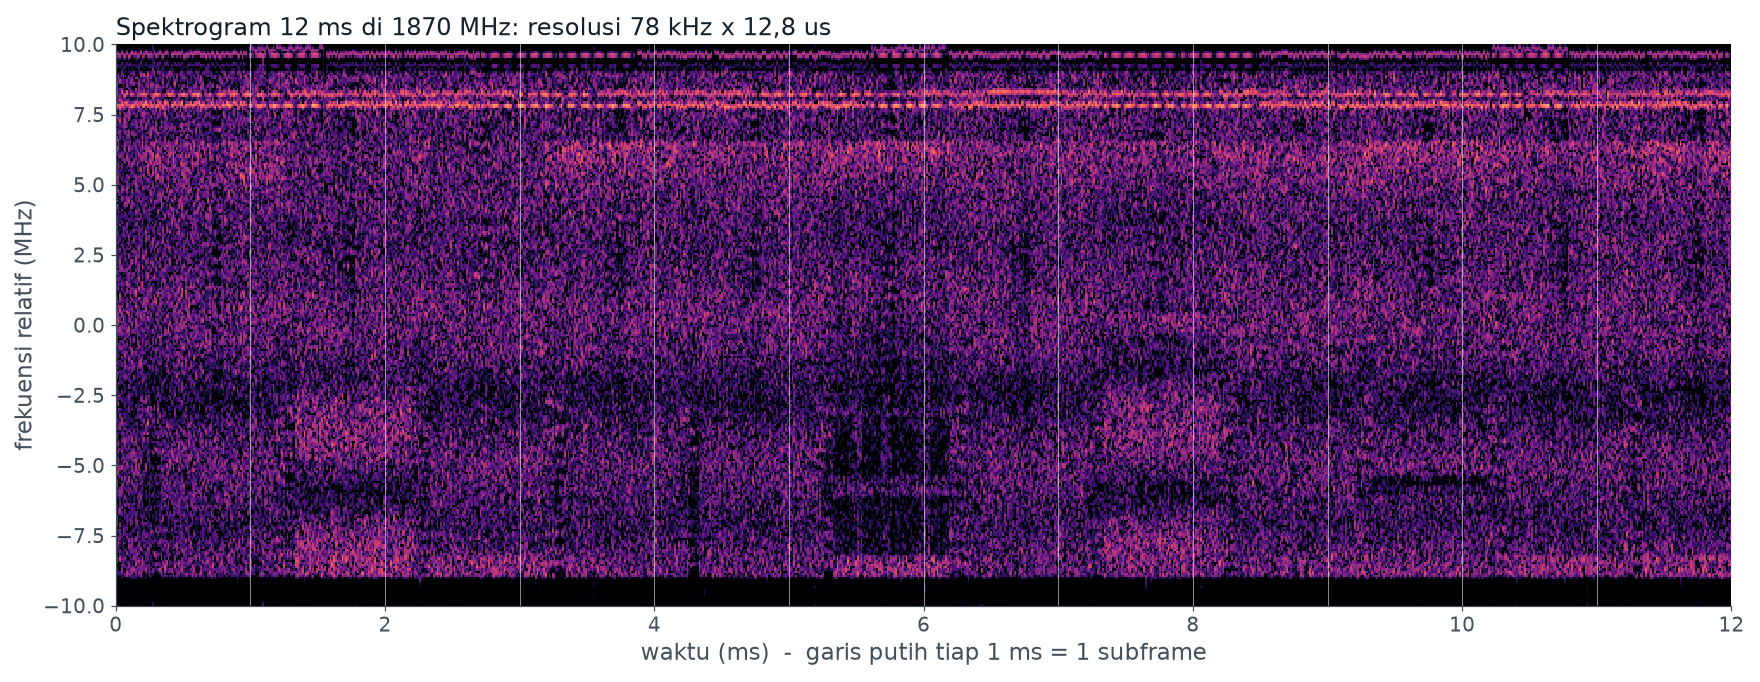 Spektrogram 12 ms di 1870 MHz: resolusi 78 kHz x 12,8 us
frekuensi relatif (MHz)
10.0
7.5
5.0
2.5
0.0
−2.5
−5.0
−7.5
−10.0
0 2 4 6 8 10 12
waktu (ms) - garis putih tiap 1 ms = 1 subframe